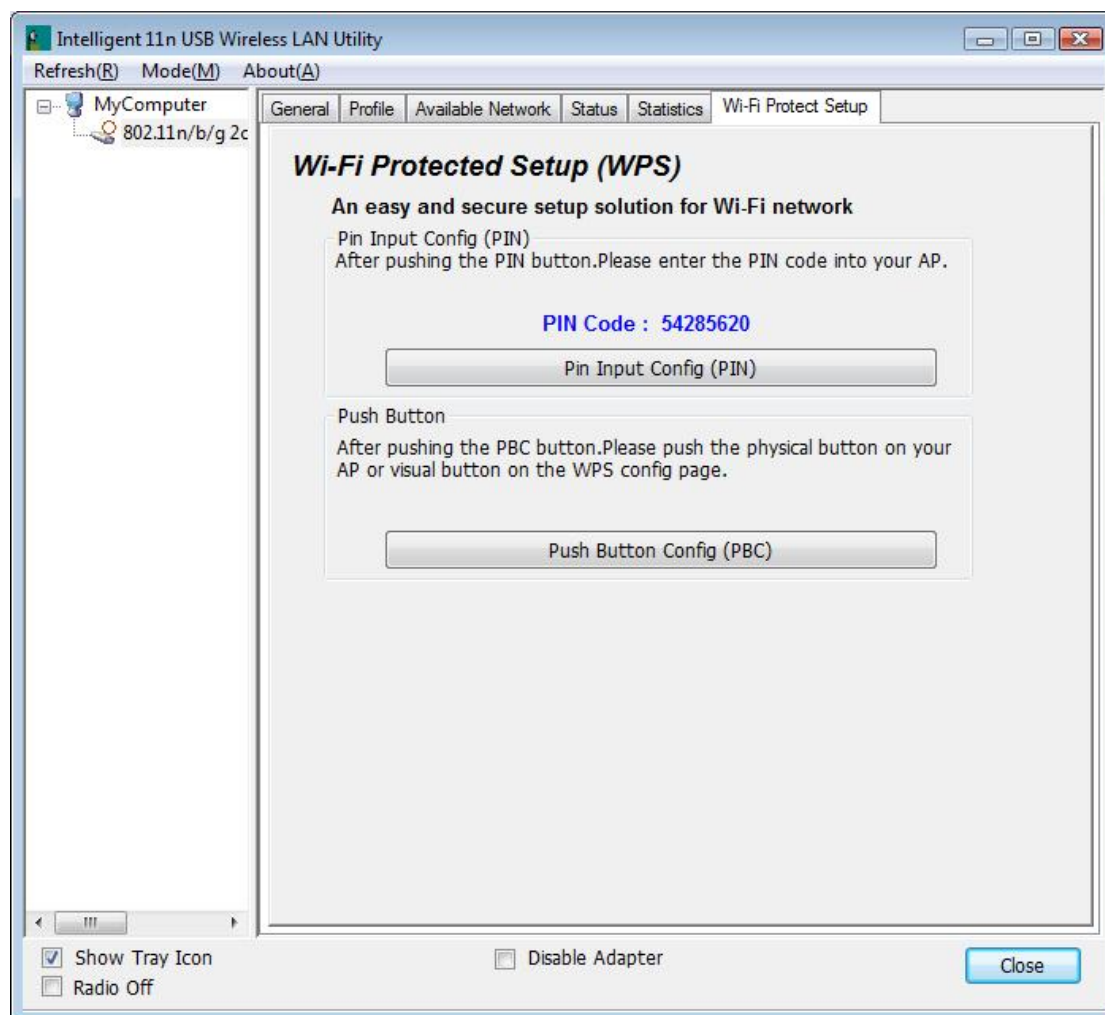 Intelligent 11n USB Wireless LAN Utility
Refresh(R) Mode(M) About(A)
MyComputer
802.11n/b/g 2c
General Profile Available Network Status Statistics Wi-Fi Protect Setup
Wi-Fi Protected Setup (WPS)
An easy and secure setup solution for Wi-Fi network
Pin Input Config (PIN)
After pushing the PIN button.Please enter the PIN code into your AP.
PIN Code : 54285620
Pin Input Config (PIN)
Push Button
After pushing the PBC button.Please push the physical button on your
AP or visual button on the WPS config page.
Push Button Config (PBC)
Show Tray Icon
Radio Off
Disable Adapter
Close